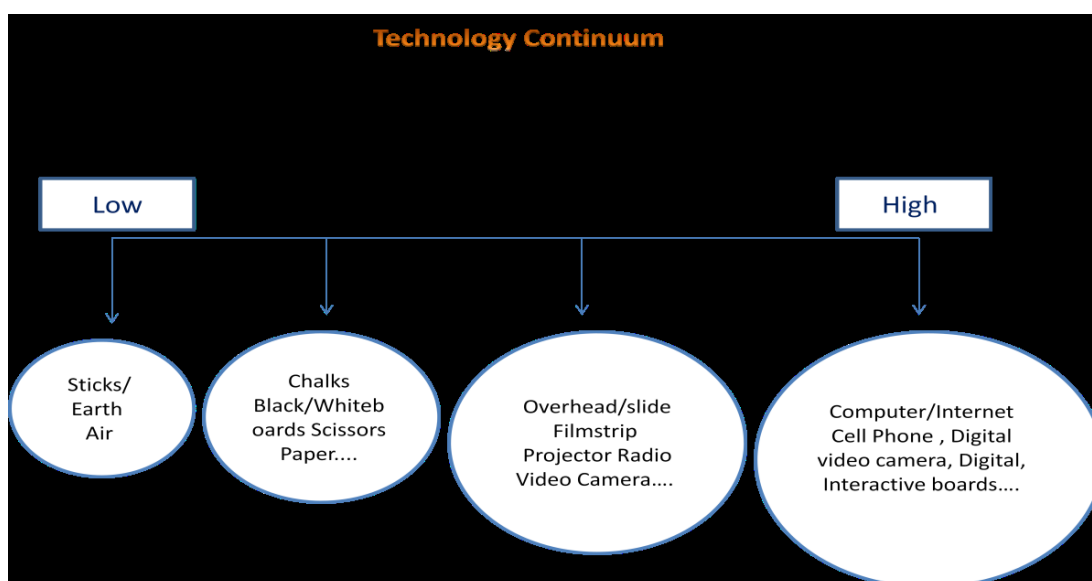 Technology Continuum
Low
High
Sticks/
Earth
Air
Chalks
Black/Whiteb
oards Scissors
Paper....
Overhead/slide
Filmstrip
Projector Radio
Video Camera....
Computer/Internet
Cell Phone , Digital
video camera, Digital,
Interactive boards....